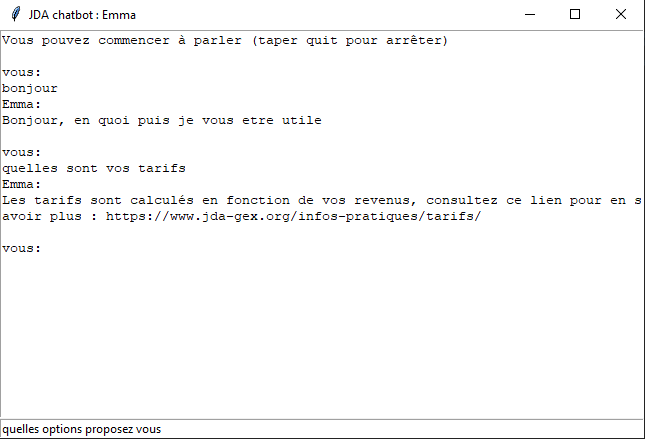 JDA chatbot : Emma
Vous pouvez commencer à parler (taper quit pour arrêter)
vous:
bonjour
Emma:
Bonjour, en quoi puis je vous etre utile
vous:
quelles sont vos tarifs
Emma:
Les tarifs sont calculés en fonction de vos revenus, consultez ce lien pour en s
avoir plus : https://www.jda-gex.org/infos-pratiques/tarifs/
vous:
quelles options proposez vous